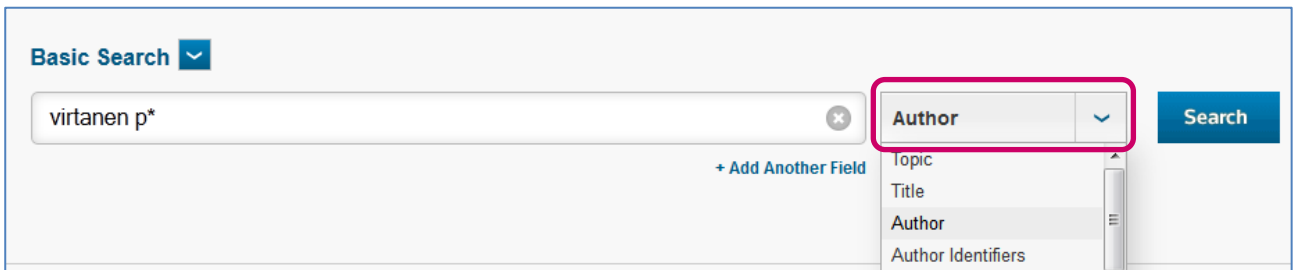 Basic Search
virtanen p*
Author
Search
+ Add Another Field
Topic
Title
Author
Author Identifiers